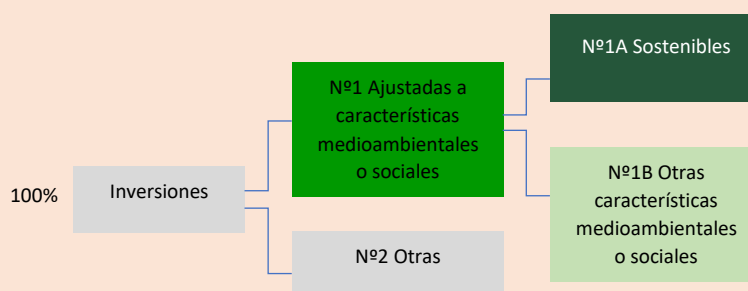 Nº1A Sostenibles
Nº1 Ajustadas a
características
medioambientales
o sociales
100%
Inversiones
Nº1B Otras
características
medioambientales
o sociales
Nº2 Otras